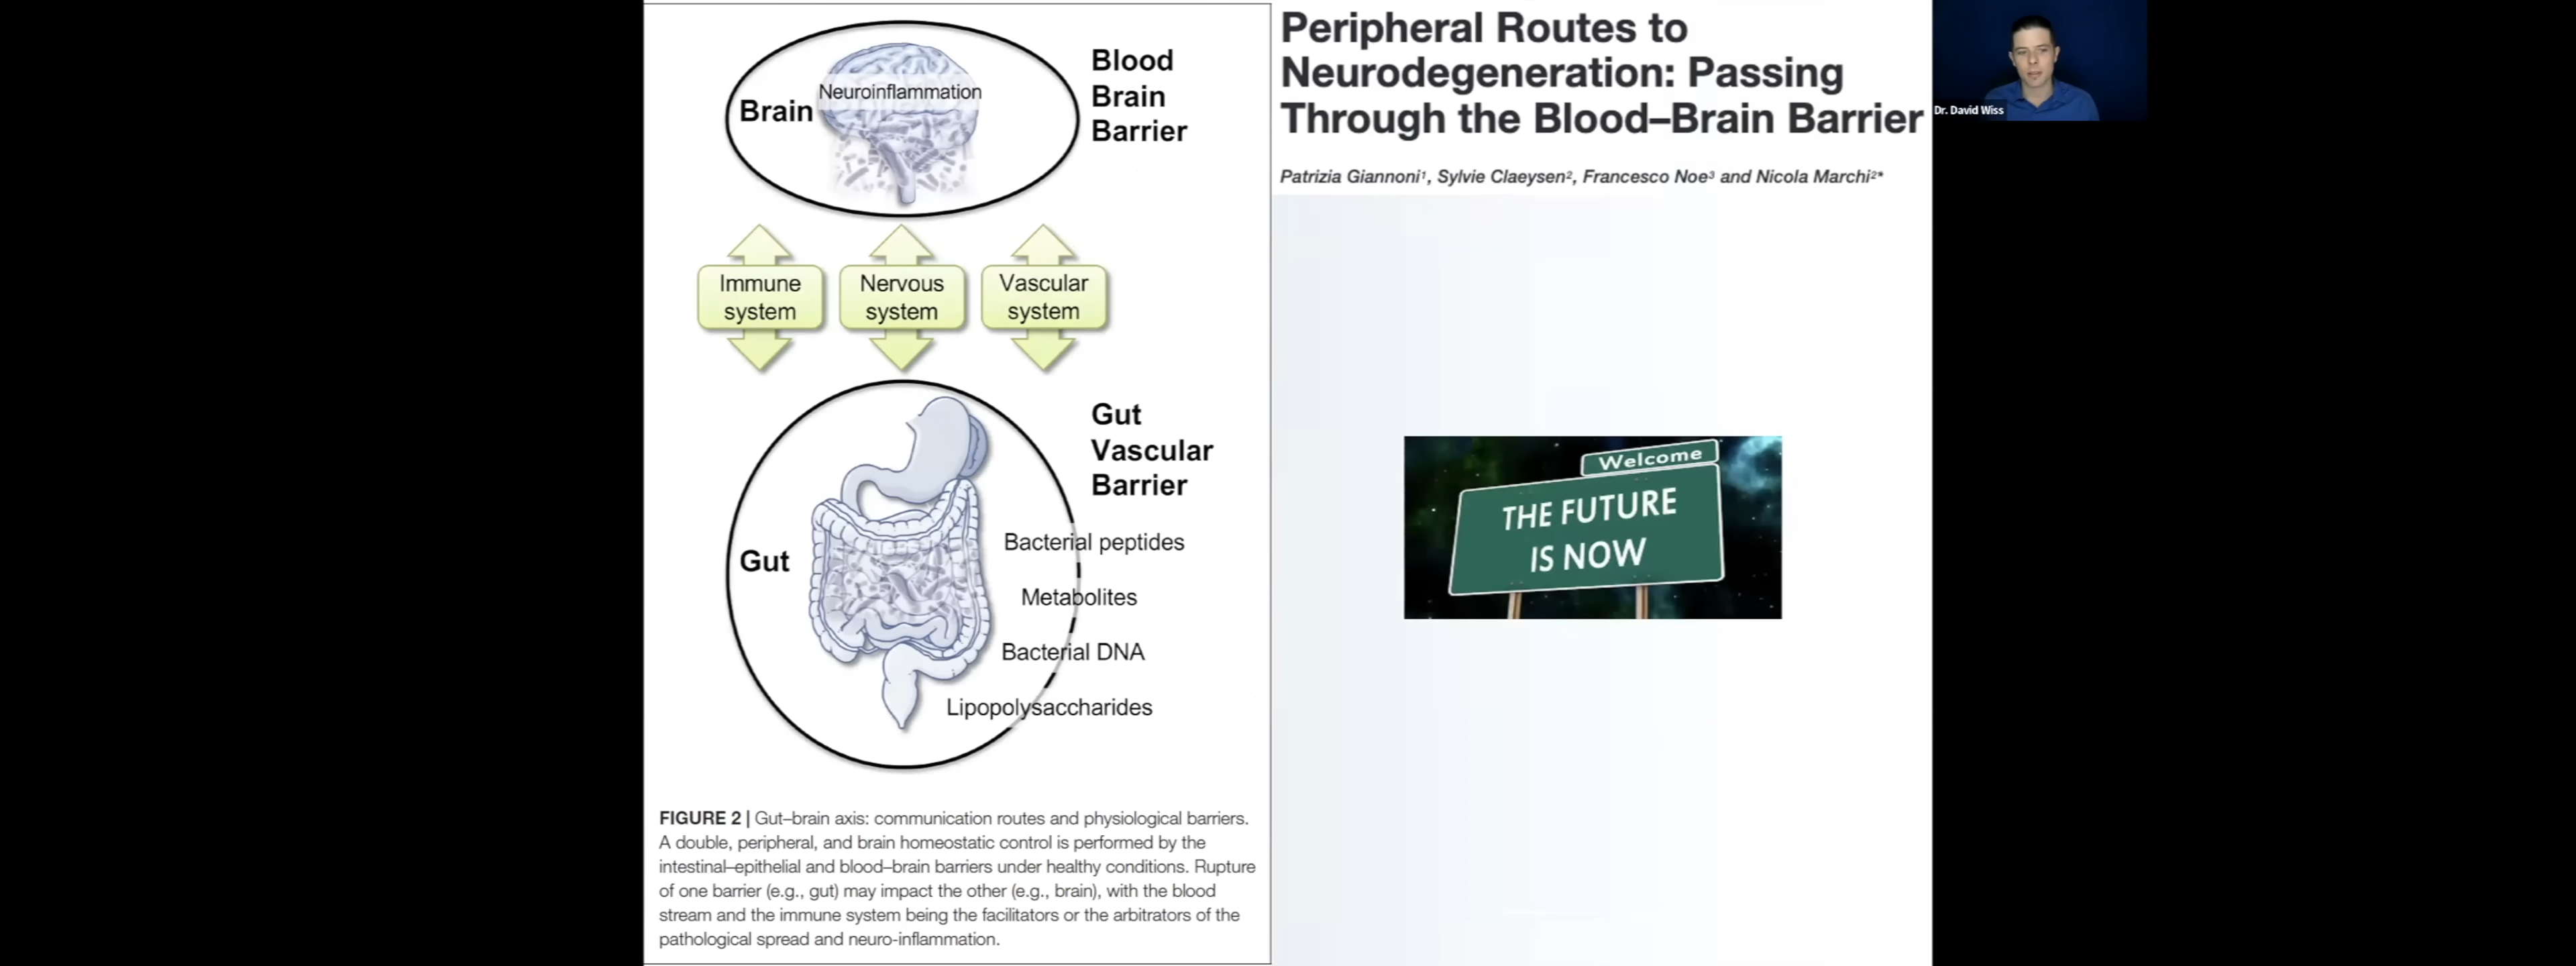 Blood
Brain
Barrier
Brain
Neuroinflammation
Immune
system
Nervous
system
Vascular
system
Gut
Vascular
Barrier
Gut
Bacterial peptides
Metabolites
Bacterial DNA
Lipopolysaccharides
FIGURE 2 | Gut–brain axis: communication routes and physiological barriers.
A double, peripheral, and brain homeostatic control is performed by the
intestinal–epithelial and blood–brain barriers under healthy conditions. Rupture
of one barrier (e.g., gut) may impact the other (e.g., brain), with the blood
stream and the immune system being the facilitators or the arbitrators of the
pathological spread and neuro-inflammation.
Peripheral Routes to
Neurodegeneration: Passing
Through the Blood–Brain Barrier
Patrizia Giannoni¹, Sylvie Claeysen², Francesco Noe³ and Nicola Marchi²*
Welcome
THE FUTURE
IS NOW
Dr. David Wiss